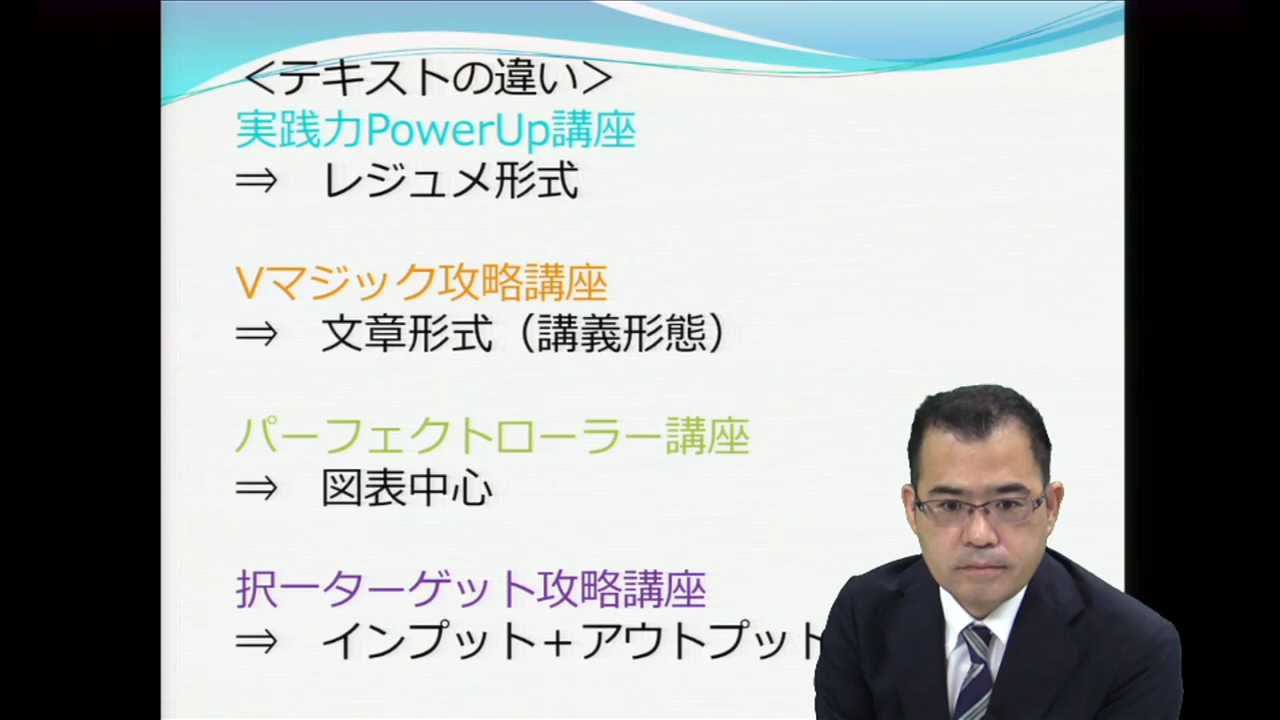 ＜テキストの違い＞
実践力PowerUp講座
⇒　レジュメ形式
Vマジック攻略講座
⇒　文章形式（講義形態）
パーフェクトローラー講座
⇒　図表中心
択一ターゲット攻略講座
⇒　インプット＋アウトプット